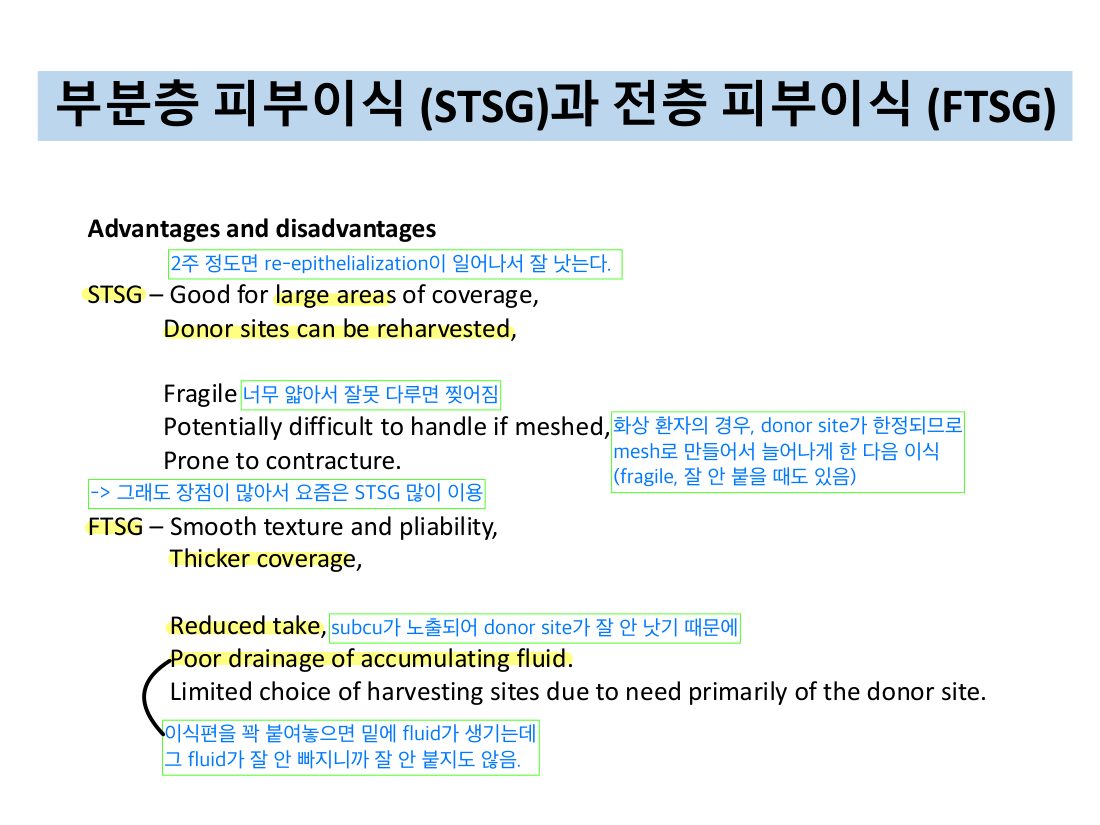 부분층 피부이식 (STSG)과 전층 피부이식 (FTSG)
Advantages and disadvantages
2주 정도면 re-epithelialization이 일어나서 잘 낫는다.
STSG – Good for large areas of coverage,
Donor sites can be reharvested,
Fragile 너무 얇아서 잘못 다루면 찢어짐
Potentially difficult to handle if meshed, 화상 환자의 경우, donor site가 한정되므로
mesh로 만들어서 늘어나게 한 다음 이식
Prone to contracture.
(fragile, 잘 안 붙을 때도 있음)
-> 그래도 장점이 많아서 요즘은 STSG 많이 이용
FTSG – Smooth texture and pliability,
Thicker coverage,
Reduced take, subcu가 노출되어 donor site가 잘 안 낫기 때문에
Poor drainage of accumulating fluid.
Limited choice of harvesting sites due to need primarily of the donor site.
이식편을 꽉 붙여놓으면 밑에 fluid가 생기는데
그 fluid가 잘 안 빠지니까 잘 안 붙지도 않음.